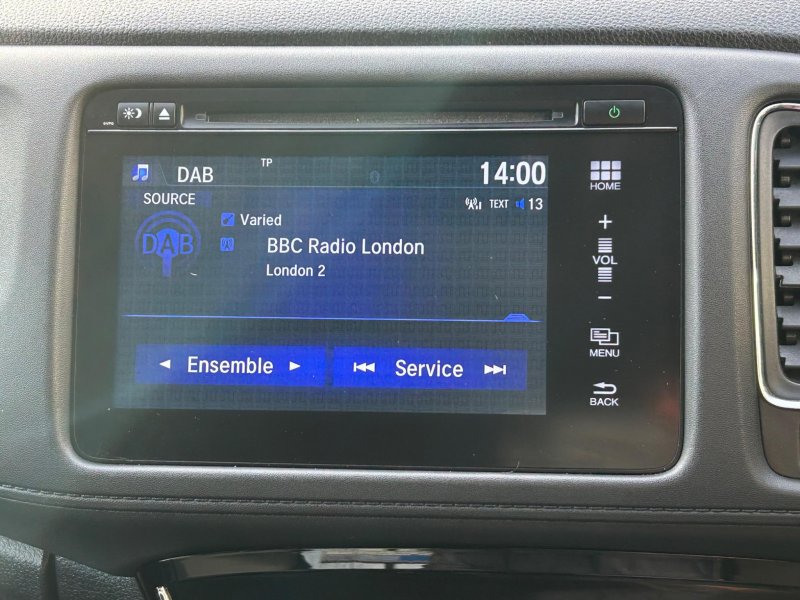 AUTO
DAB
TP
14:00
HOME
SOURCE
TEXT 13
DAB
Varied
BBC Radio London
London 2
+
VOL
−
Ensemble
Service
MENU
BACK